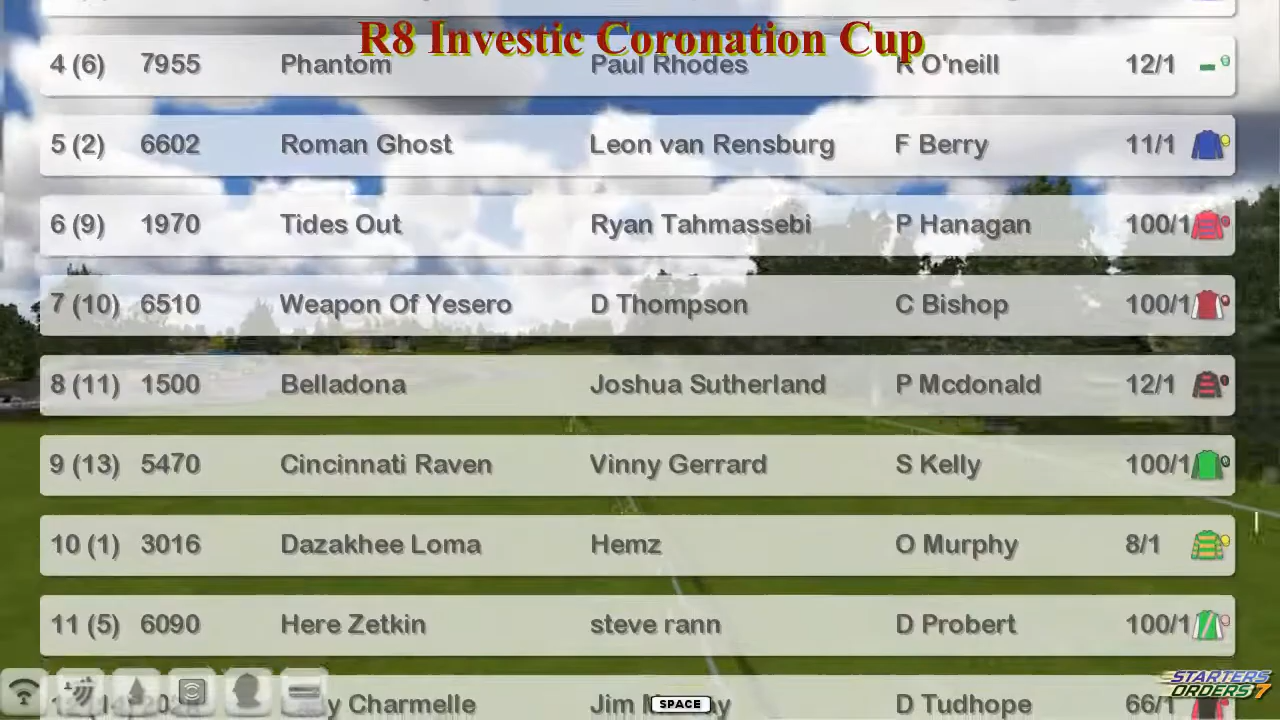 R8 Investic Coronation Cup
4 (6) 7955 Phantom Paul Rhodes R O'neill 12/1
5 (2) 6602 Roman Ghost Leon van Rensburg F Berry 11/1
6 (9) 1970 Tides Out Ryan Tahmassebi P Hanagan 100/1
7 (10) 6510 Weapon Of Yesero D Thompson C Bishop 100/1
8 (11) 1500 Belladona Joshua Sutherland P Mcdonald 12/1
9 (13) 5470 Cincinnati Raven Vinny Gerrard S Kelly 100/1
10 (1) 3016 Dazakhee Loma Hemz O Murphy 8/1
11 (5) 6090 Here Zetkin steve rann D Probert 100/1
Charmelle Jim D Tudhope 66/1
SPACE
STARTERS
ORDERS 7